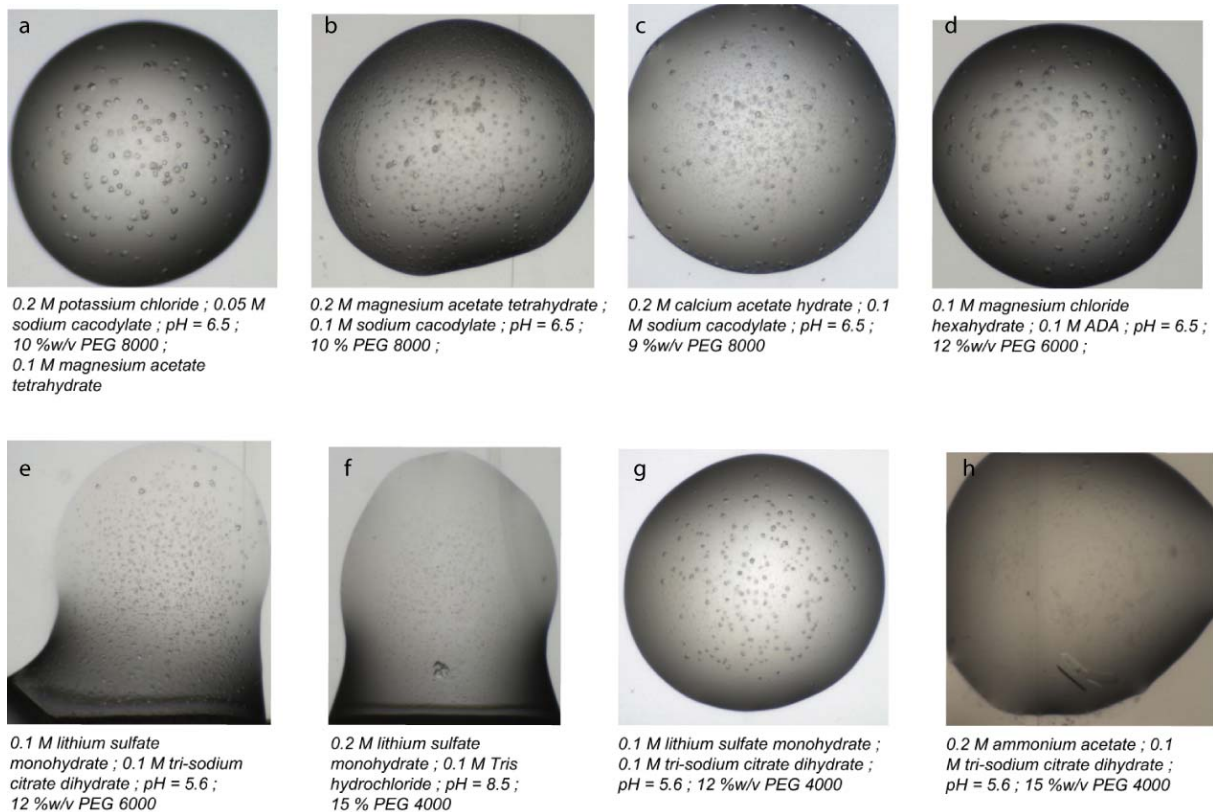 a
b
c
d
0.2 M potassium chloride ; 0.05 M
sodium cacodylate ; pH = 6.5 ;
10 %w/v PEG 8000 ;
0.1 M magnesium acetate
tetrahydrate
0.2 M magnesium acetate tetrahydrate ;
0.1 M sodium cacodylate ; pH = 6.5 ;
10 % PEG 8000 ;
0.2 M calcium acetate hydrate ; 0.1
M sodium cacodylate ; pH = 6.5 ;
9 %w/v PEG 8000
0.1 M magnesium chloride
hexahydrate ; 0.1 M ADA ; pH = 6.5 ;
12 %w/v PEG 6000 ;
e
f
g
h
0.1 M lithium sulfate
monohydrate ; 0.1 M tri-sodium
citrate dihydrate ; pH = 5.6 ;
12 %w/v PEG 6000
0.2 M lithium sulfate
monohydrate ; 0.1 M Tris
hydrochloride ; pH = 8.5 ;
15 % PEG 4000
0.1 M lithium sulfate monohydrate ;
0.1 M tri-sodium citrate dihydrate ;
pH = 5.6 ; 12 %w/v PEG 4000
0.2 M ammonium acetate ; 0.1
M tri-sodium citrate dihydrate ;
pH = 5.6 ; 15 %w/v PEG 4000